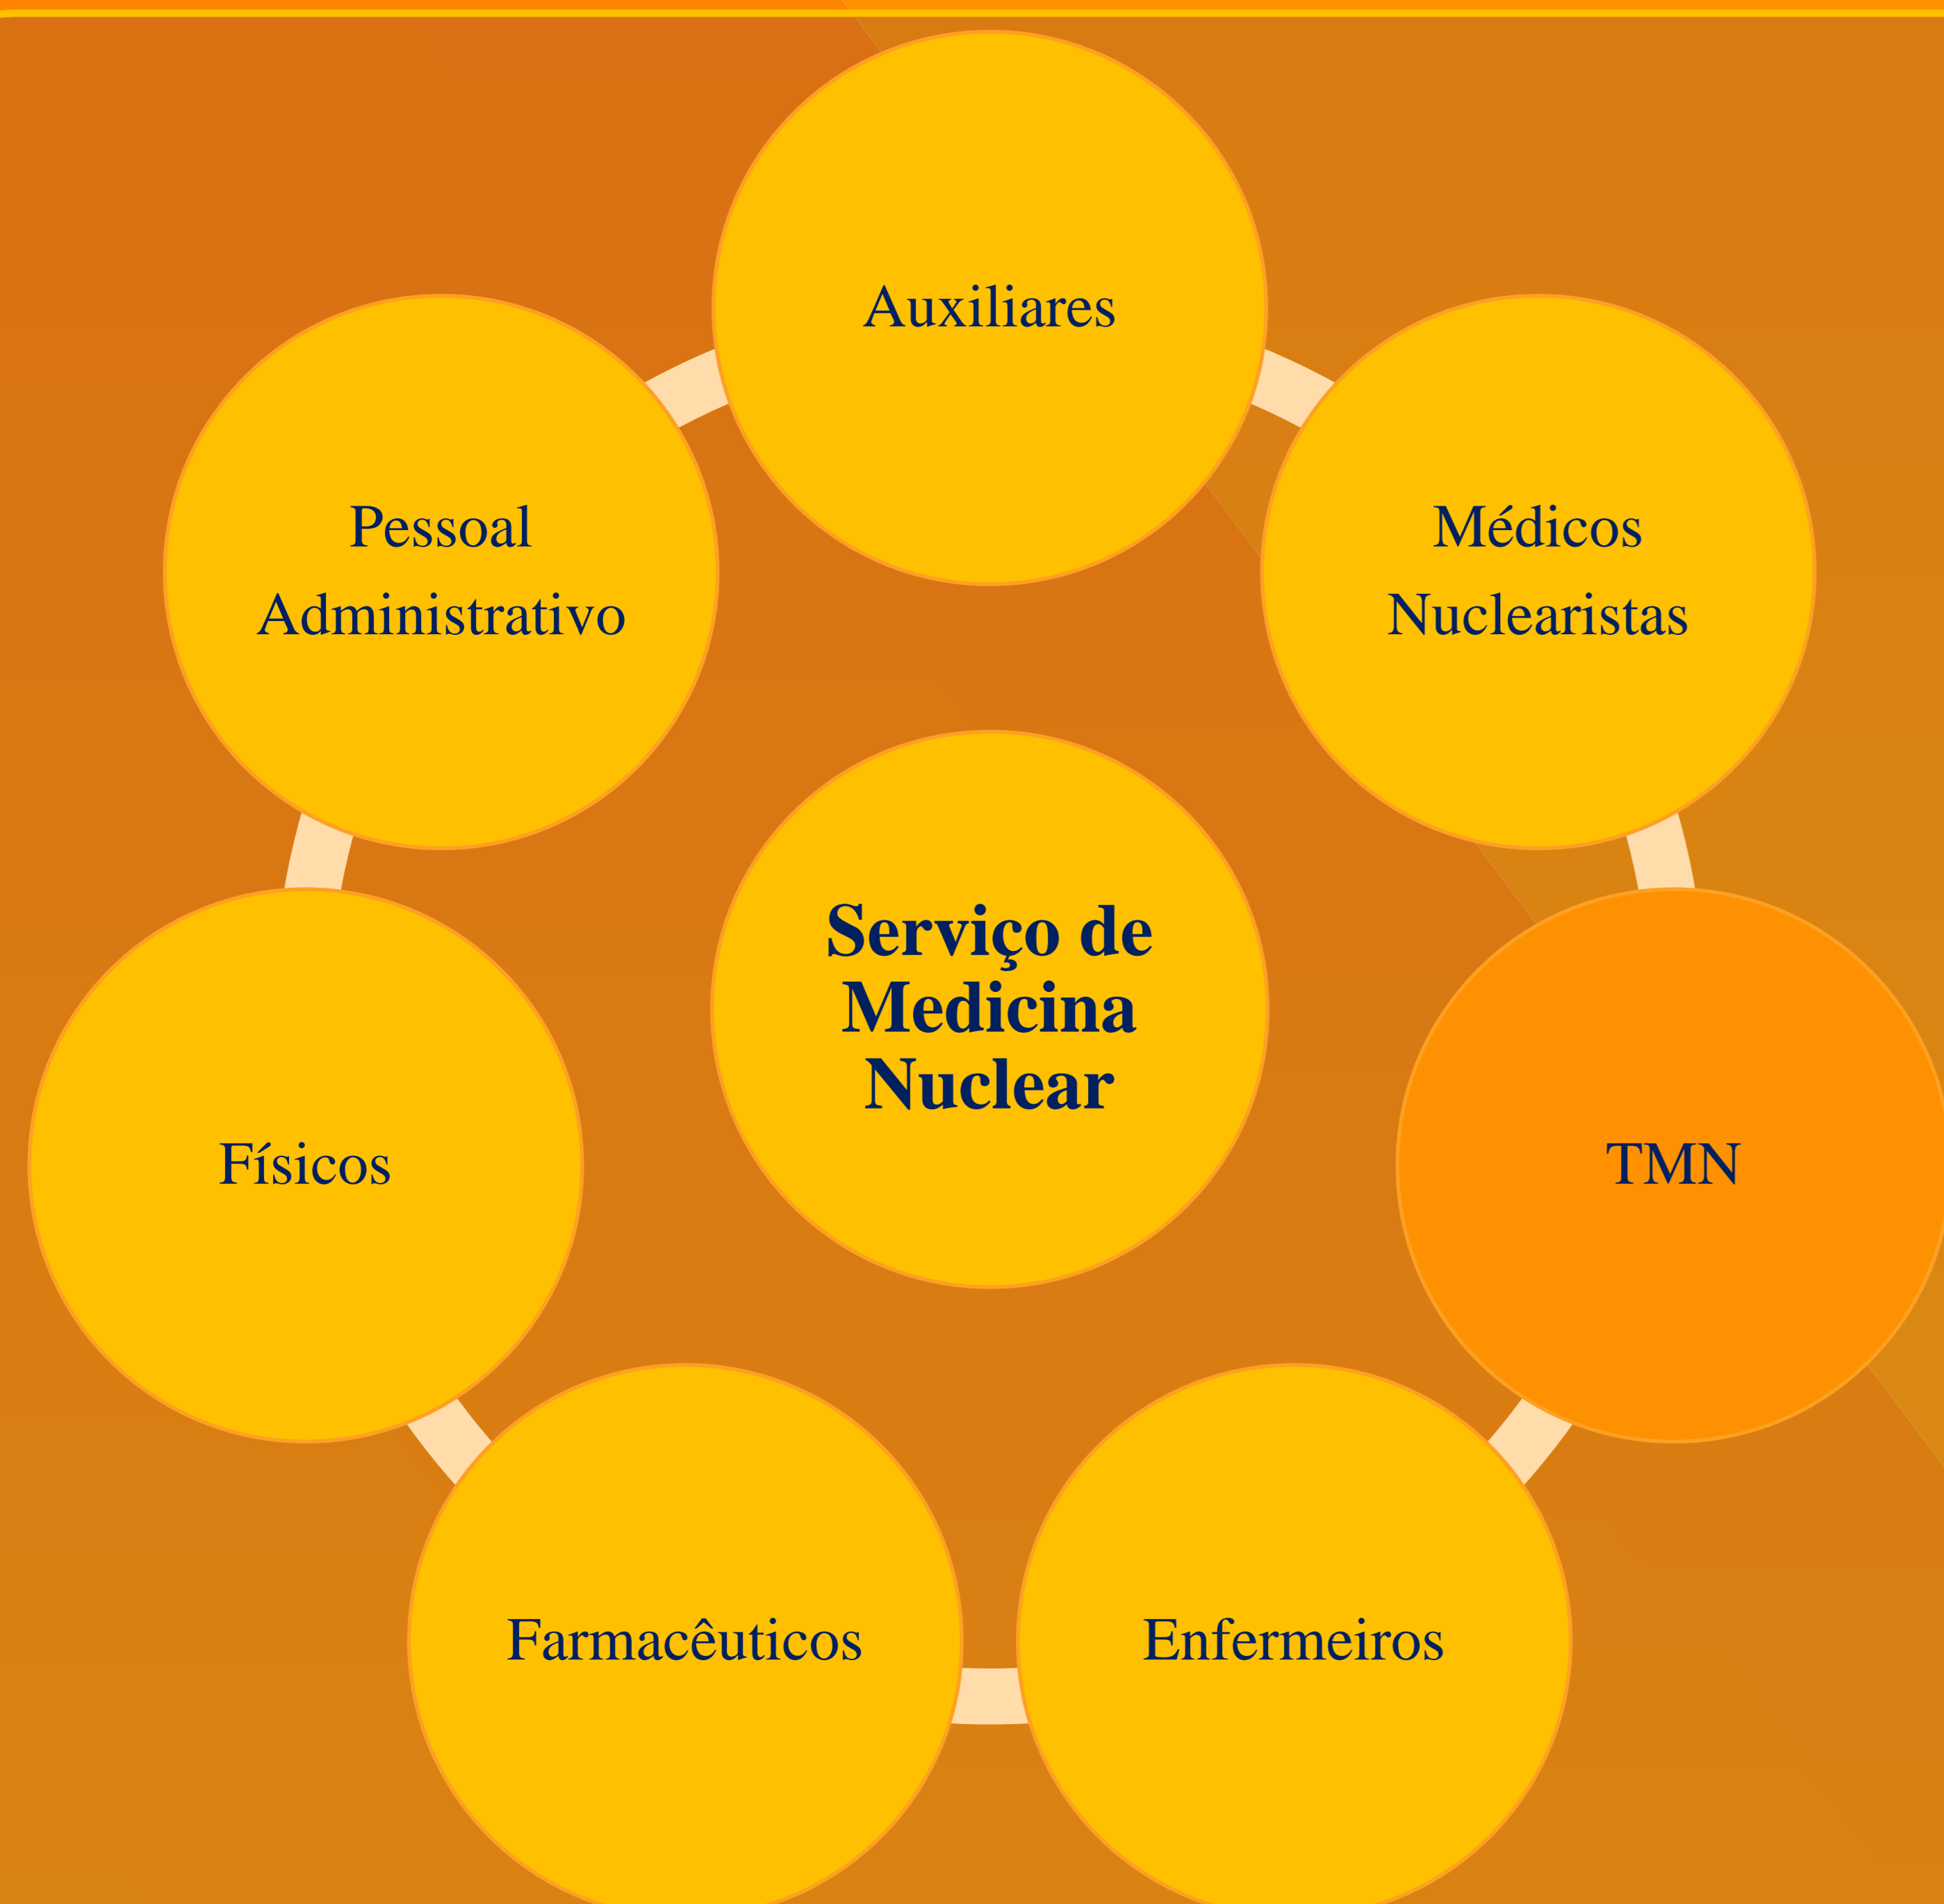 Auxiliares
Pessoal
Administrativo
Médicos
Nuclearistas
Serviço de
Medicina
Nuclear
Físicos
TMN
Farmacêuticos
Enfermeiros